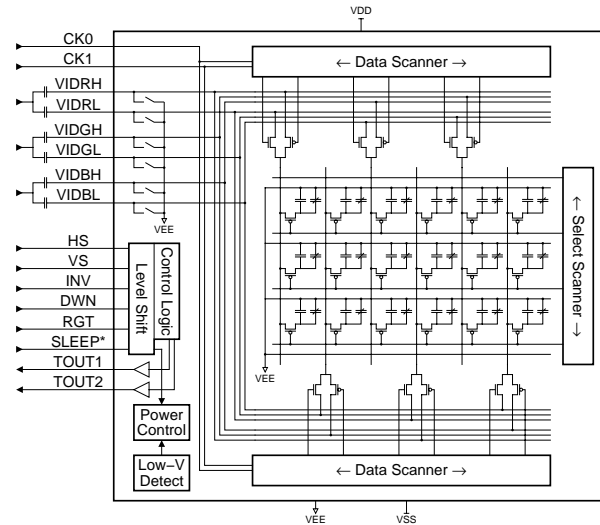 VDD
CK0
CK1
← Data Scanner →
VIDRH
VIDRL
VIDGH
VIDGL
VIDBH
VIDBL
VEE
← Select Scanner →
HS
VS
INV
DWN
RGT
SLEEP*
TOUT1
TOUT2
Level Shift
Control Logic
VEE
Power
Control
Low−V
Detect
← Data Scanner →
VEE
VSS